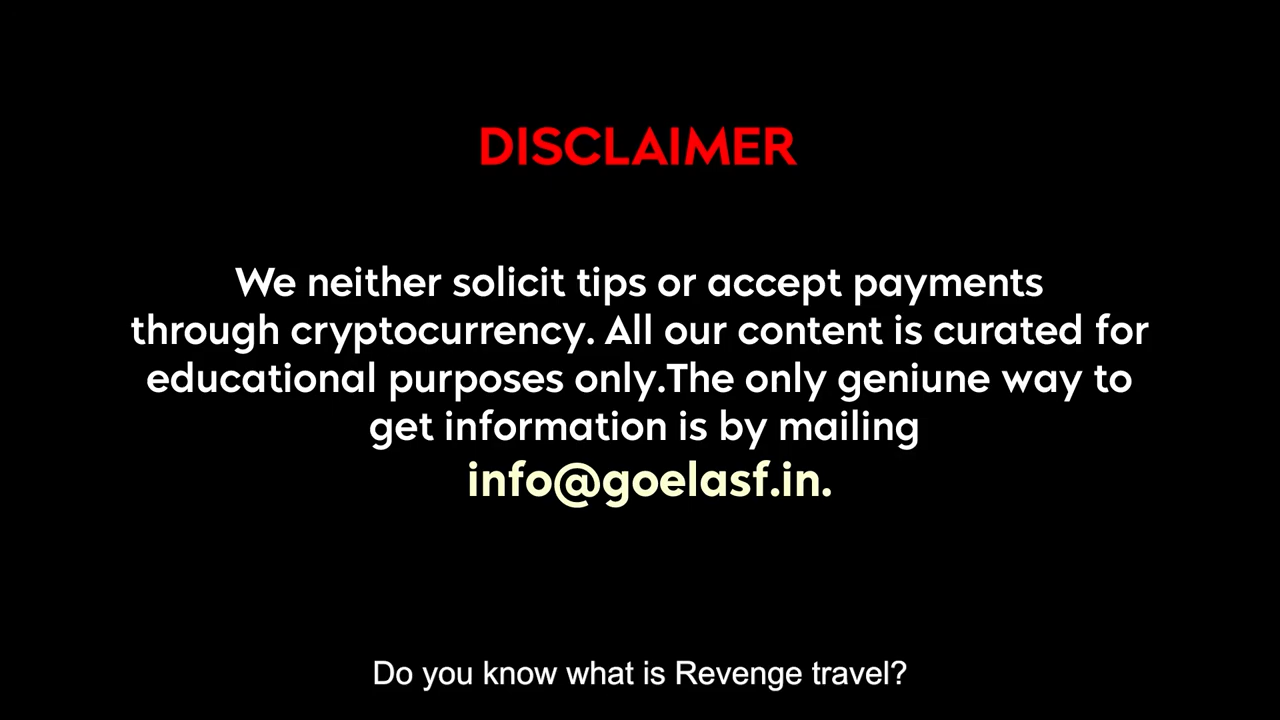 DISCLAIMER
We neither solicit tips or accept payments
through cryptocurrency. All our content is curated for
educational purposes only.The only geniune way to
get information is by mailing
info@goelasf.in.
Do you know what is Revenge travel?